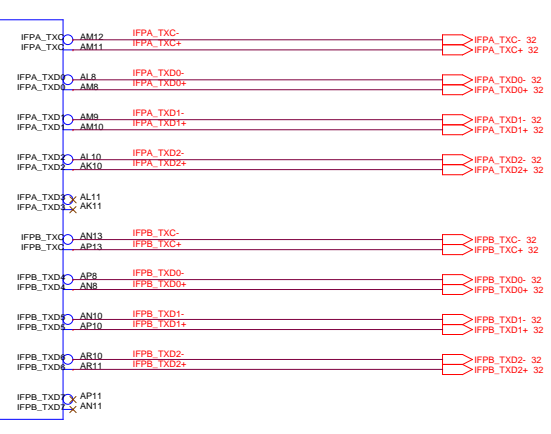 IFPA_TXC AM12 IFPA_TXC- IFPA_TXC- 32
IFPA_TXC AM11 IFPA_TXC+ IFPA_TXC+ 32
IFPA_TXD0 AL8 IFPA_TXD0- IFPA_TXD0- 32
IFPA_TXD0 AM8 IFPA_TXD0+ IFPA_TXD0+ 32
IFPA_TXD1 AM9 IFPA_TXD1- IFPA_TXD1- 32
IFPA_TXD1 AM10 IFPA_TXD1+ IFPA_TXD1+ 32
IFPA_TXD2 AL10 IFPA_TXD2- IFPA_TXD2- 32
IFPA_TXD2 AK10 IFPA_TXD2+ IFPA_TXD2+ 32
IFPA_TXD3 AL11
IFPA_TXD3 AK11
IFPB_TXC AN13 IFPB_TXC- IFPB_TXC- 32
IFPB_TXC AP13 IFPB_TXC+ IFPB_TXC+ 32
IFPB_TXD4 AP8 IFPB_TXD0- IFPB_TXD0- 32
IFPB_TXD4 AN8 IFPB_TXD0+ IFPB_TXD0+ 32
IFPB_TXD5 AN10 IFPB_TXD1- IFPB_TXD1- 32
IFPB_TXD5 AP10 IFPB_TXD1+ IFPB_TXD1+ 32
IFPB_TXD6 AR10 IFPB_TXD2- IFPB_TXD2- 32
IFPB_TXD6 AR11 IFPB_TXD2+ IFPB_TXD2+ 32
IFPB_TXD7 AP11
IFPB_TXD7 AN11